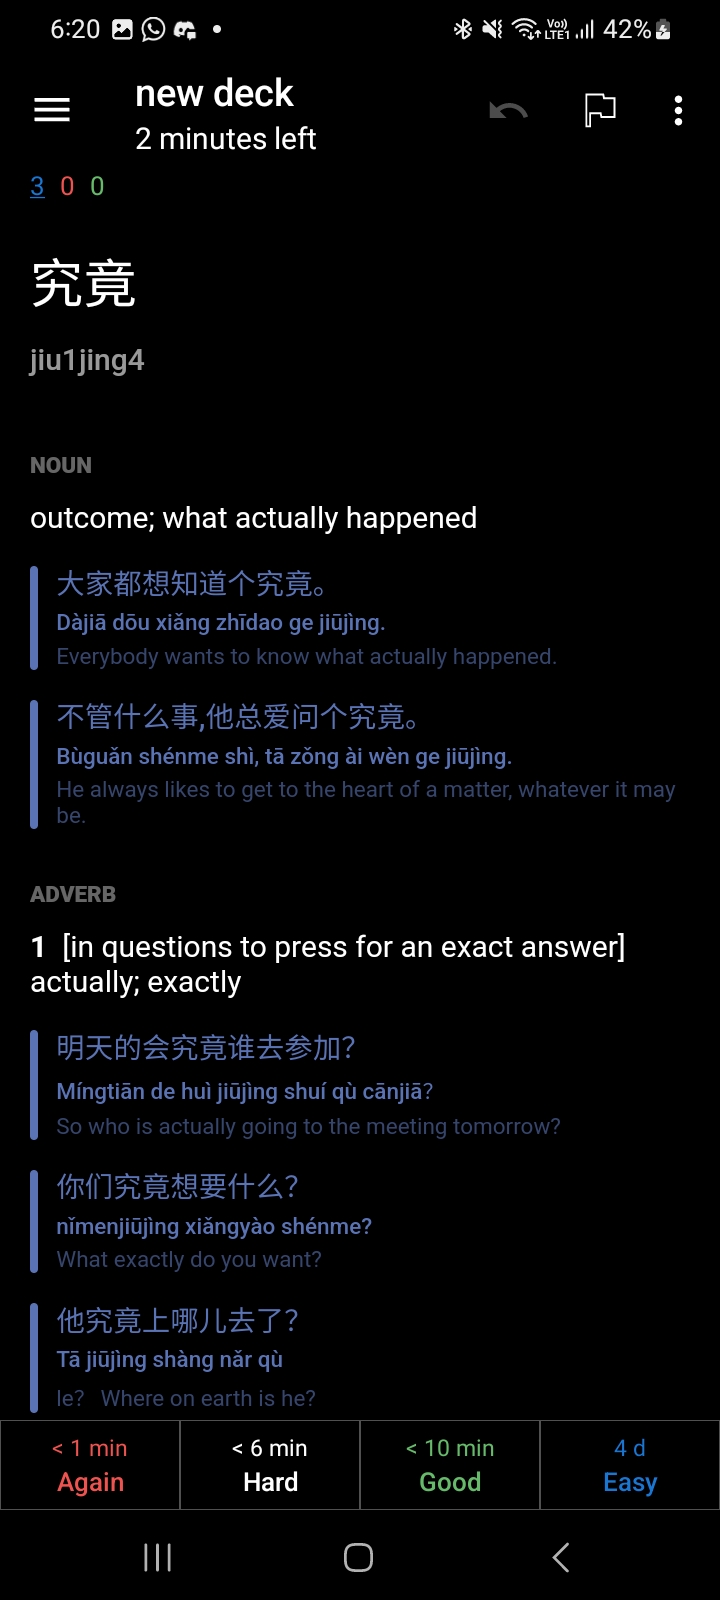 6:20
Vo))
LTE1
42%
new deck
2 minutes left
3 0 0
究竟
jiu1jing4
NOUN
outcome; what actually happened
大家都想知道个究竟。
Dàjiā dōu xiǎng zhīdao ge jiūjìng.
Everybody wants to know what actually happened.
不管什么事,他总爱问个究竟。
Bùguǎn shénme shì, tā zǒng ài wèn ge jiūjìng.
He always likes to get to the heart of a matter, whatever it may
be.
ADVERB
1 [in questions to press for an exact answer]
actually; exactly
明天的会究竟谁去参加?
Míngtiān de huì jiūjìng shuí qù cānjiā?
So who is actually going to the meeting tomorrow?
你们究竟想要什么?
nǐmenjiūjìng xiǎngyào shénme?
What exactly do you want?
他究竟上哪儿去了?
Tā jiūjìng shàng nǎr qù
le? Where on earth is he?
< 1 min
Again
< 6 min
Hard
< 10 min
Good
4 d
Easy